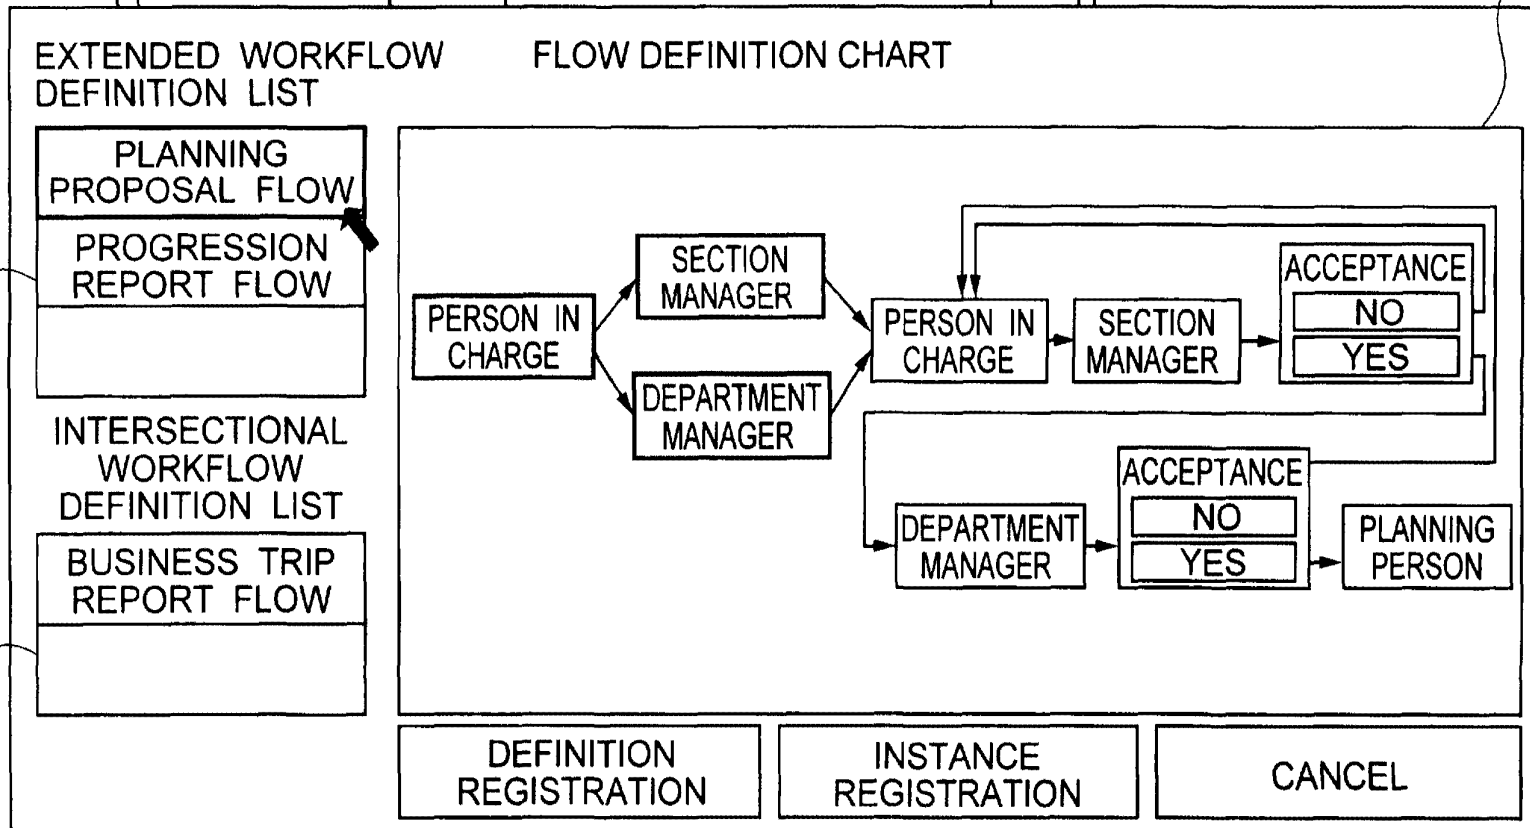 EXTENDED WORKFLOW
DEFINITION LIST
FLOW DEFINITION CHART
PLANNING
PROPOSAL FLOW
PROGRESSION
REPORT FLOW
INTERSECTIONAL
WORKFLOW
DEFINITION LIST
BUSINESS TRIP
REPORT FLOW
PERSON IN
CHARGE
SECTION
MANAGER
DEPARTMENT
MANAGER
PERSON IN
CHARGE
SECTION
MANAGER
ACCEPTANCE
NO
YES
DEPARTMENT
MANAGER
ACCEPTANCE
NO
YES
PLANNING
PERSON
DEFINITION
REGISTRATION
INSTANCE
REGISTRATION
CANCEL